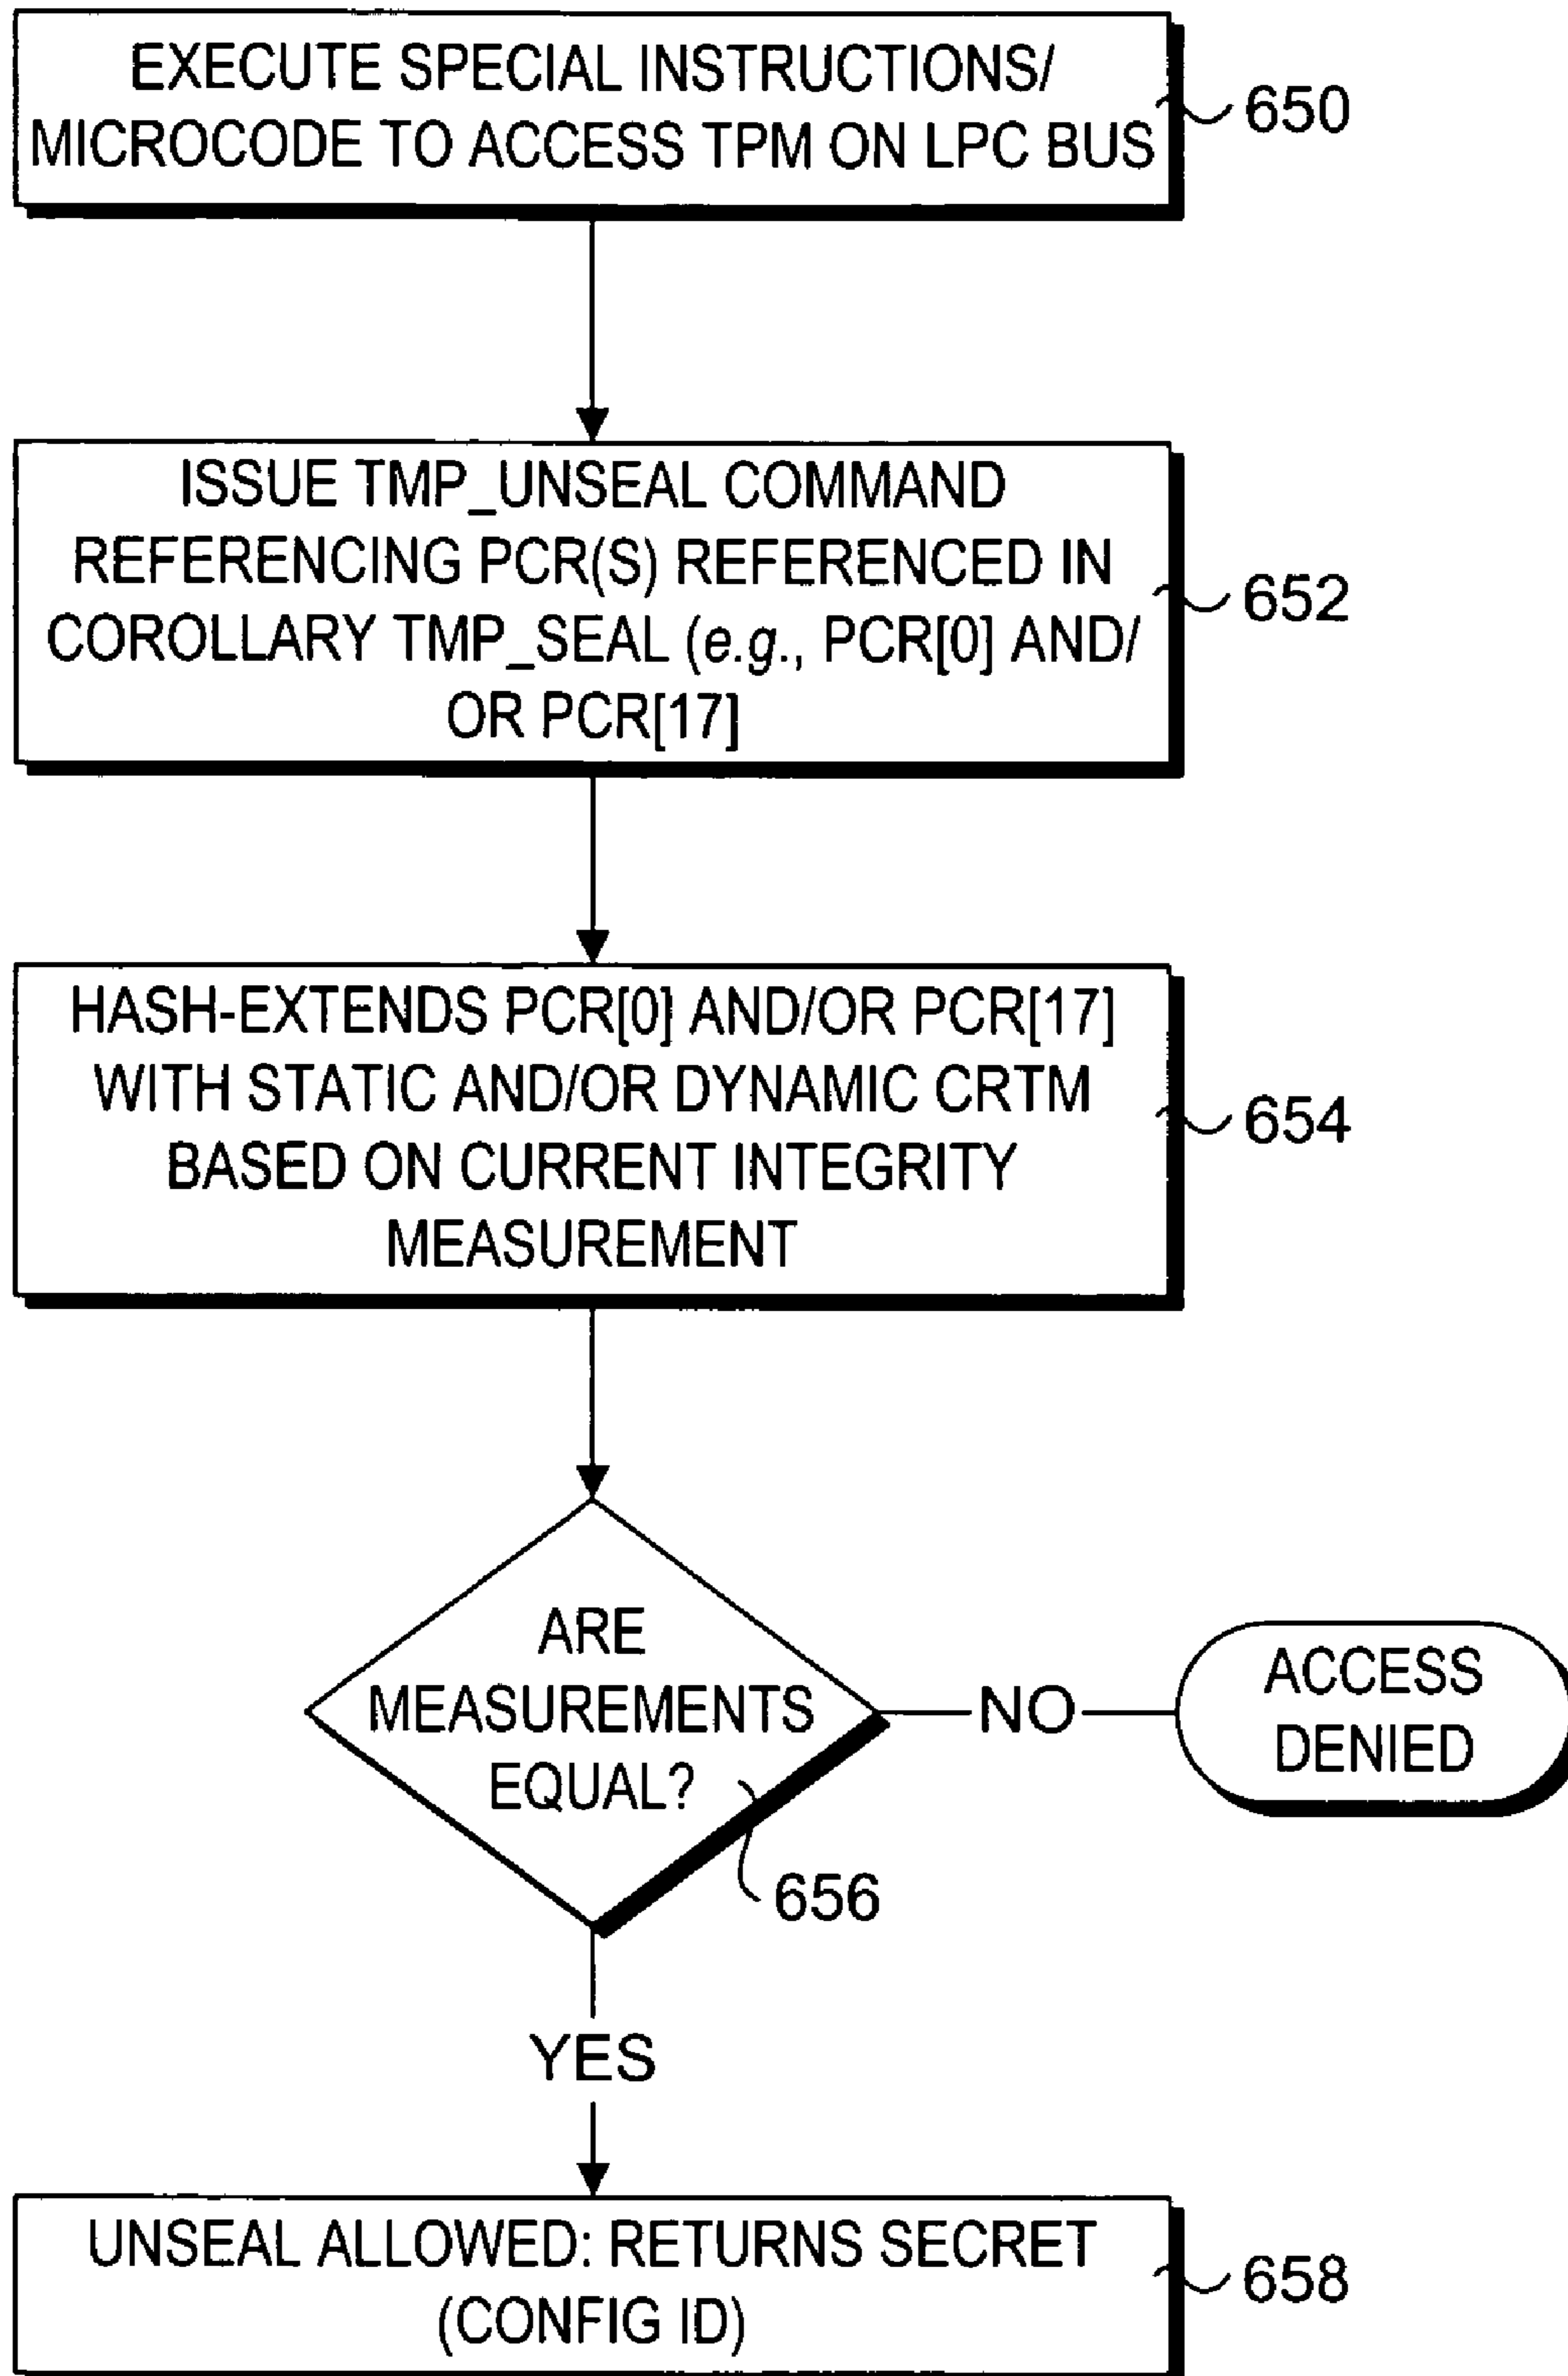 EXECUTE SPECIAL INSTRUCTIONS/
MICROCODE TO ACCESS TPM ON LPC BUS
650
ISSUE TMP_UNSEAL COMMAND
REFERENCING PCR(S) REFERENCED IN
COROLLARY TMP_SEAL (e.g., PCR[0] AND/
OR PCR[17]
652
HASH-EXTENDS PCR[0] AND/OR PCR[17]
WITH STATIC AND/OR DYNAMIC CRTM
BASED ON CURRENT INTEGRITY
MEASUREMENT
654
ARE
MEASUREMENTS
EQUAL?
656
NO
ACCESS
DENIED
YES
UNSEAL ALLOWED: RETURNS SECRET
(CONFIG ID)
658